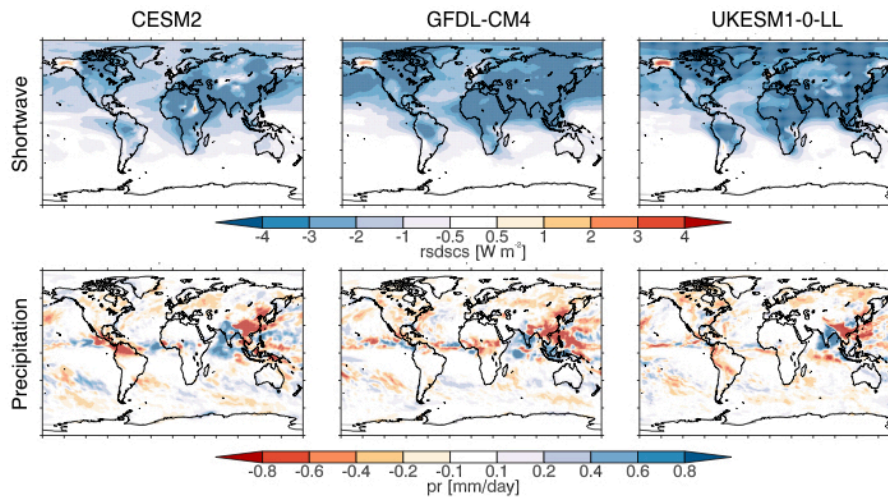 CESM2 GFDL-CM4 UKESM1-0-LL
Shortwave
-4 -3 -2 -1 -0.5 0.5 1 2 3 4
rsdscs [W m⁻²]
Precipitation
-0.8 -0.6 -0.4 -0.2 -0.1 0.1 0.2 0.4 0.6 0.8
pr [mm/day]